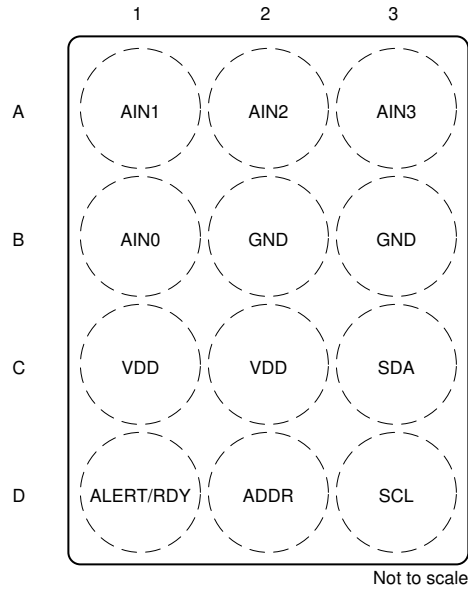 1 2 3
A AIN1 AIN2 AIN3
B AIN0 GND GND
C VDD VDD SDA
D ALERT/RDY ADDR SCL
Not to scale